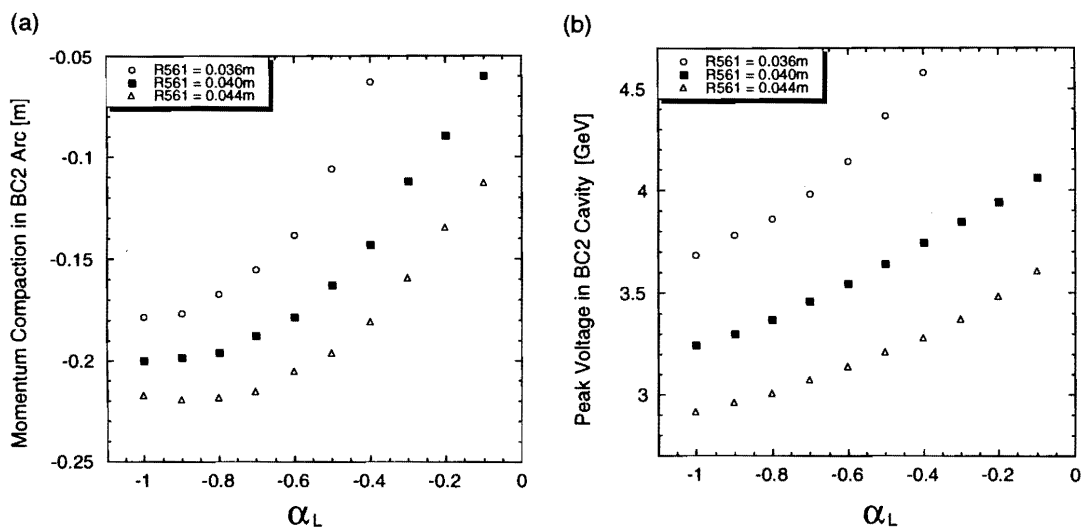 (a)
-0.05
R561 = 0.036m
R561 = 0.040m
R561 = 0.044m
-0.1
-0.15
-0.2
-0.25
Momentum Compaction in BC2 Arc [m]
-1 -0.8 -0.6 -0.4 -0.2 0
αL
(b)
R561 = 0.036m
R561 = 0.040m
R561 = 0.044m
4.5
4
3.5
3
Peak Voltage in BC2 Cavity [GeV]
-1 -0.8 -0.6 -0.4 -0.2 0
αL